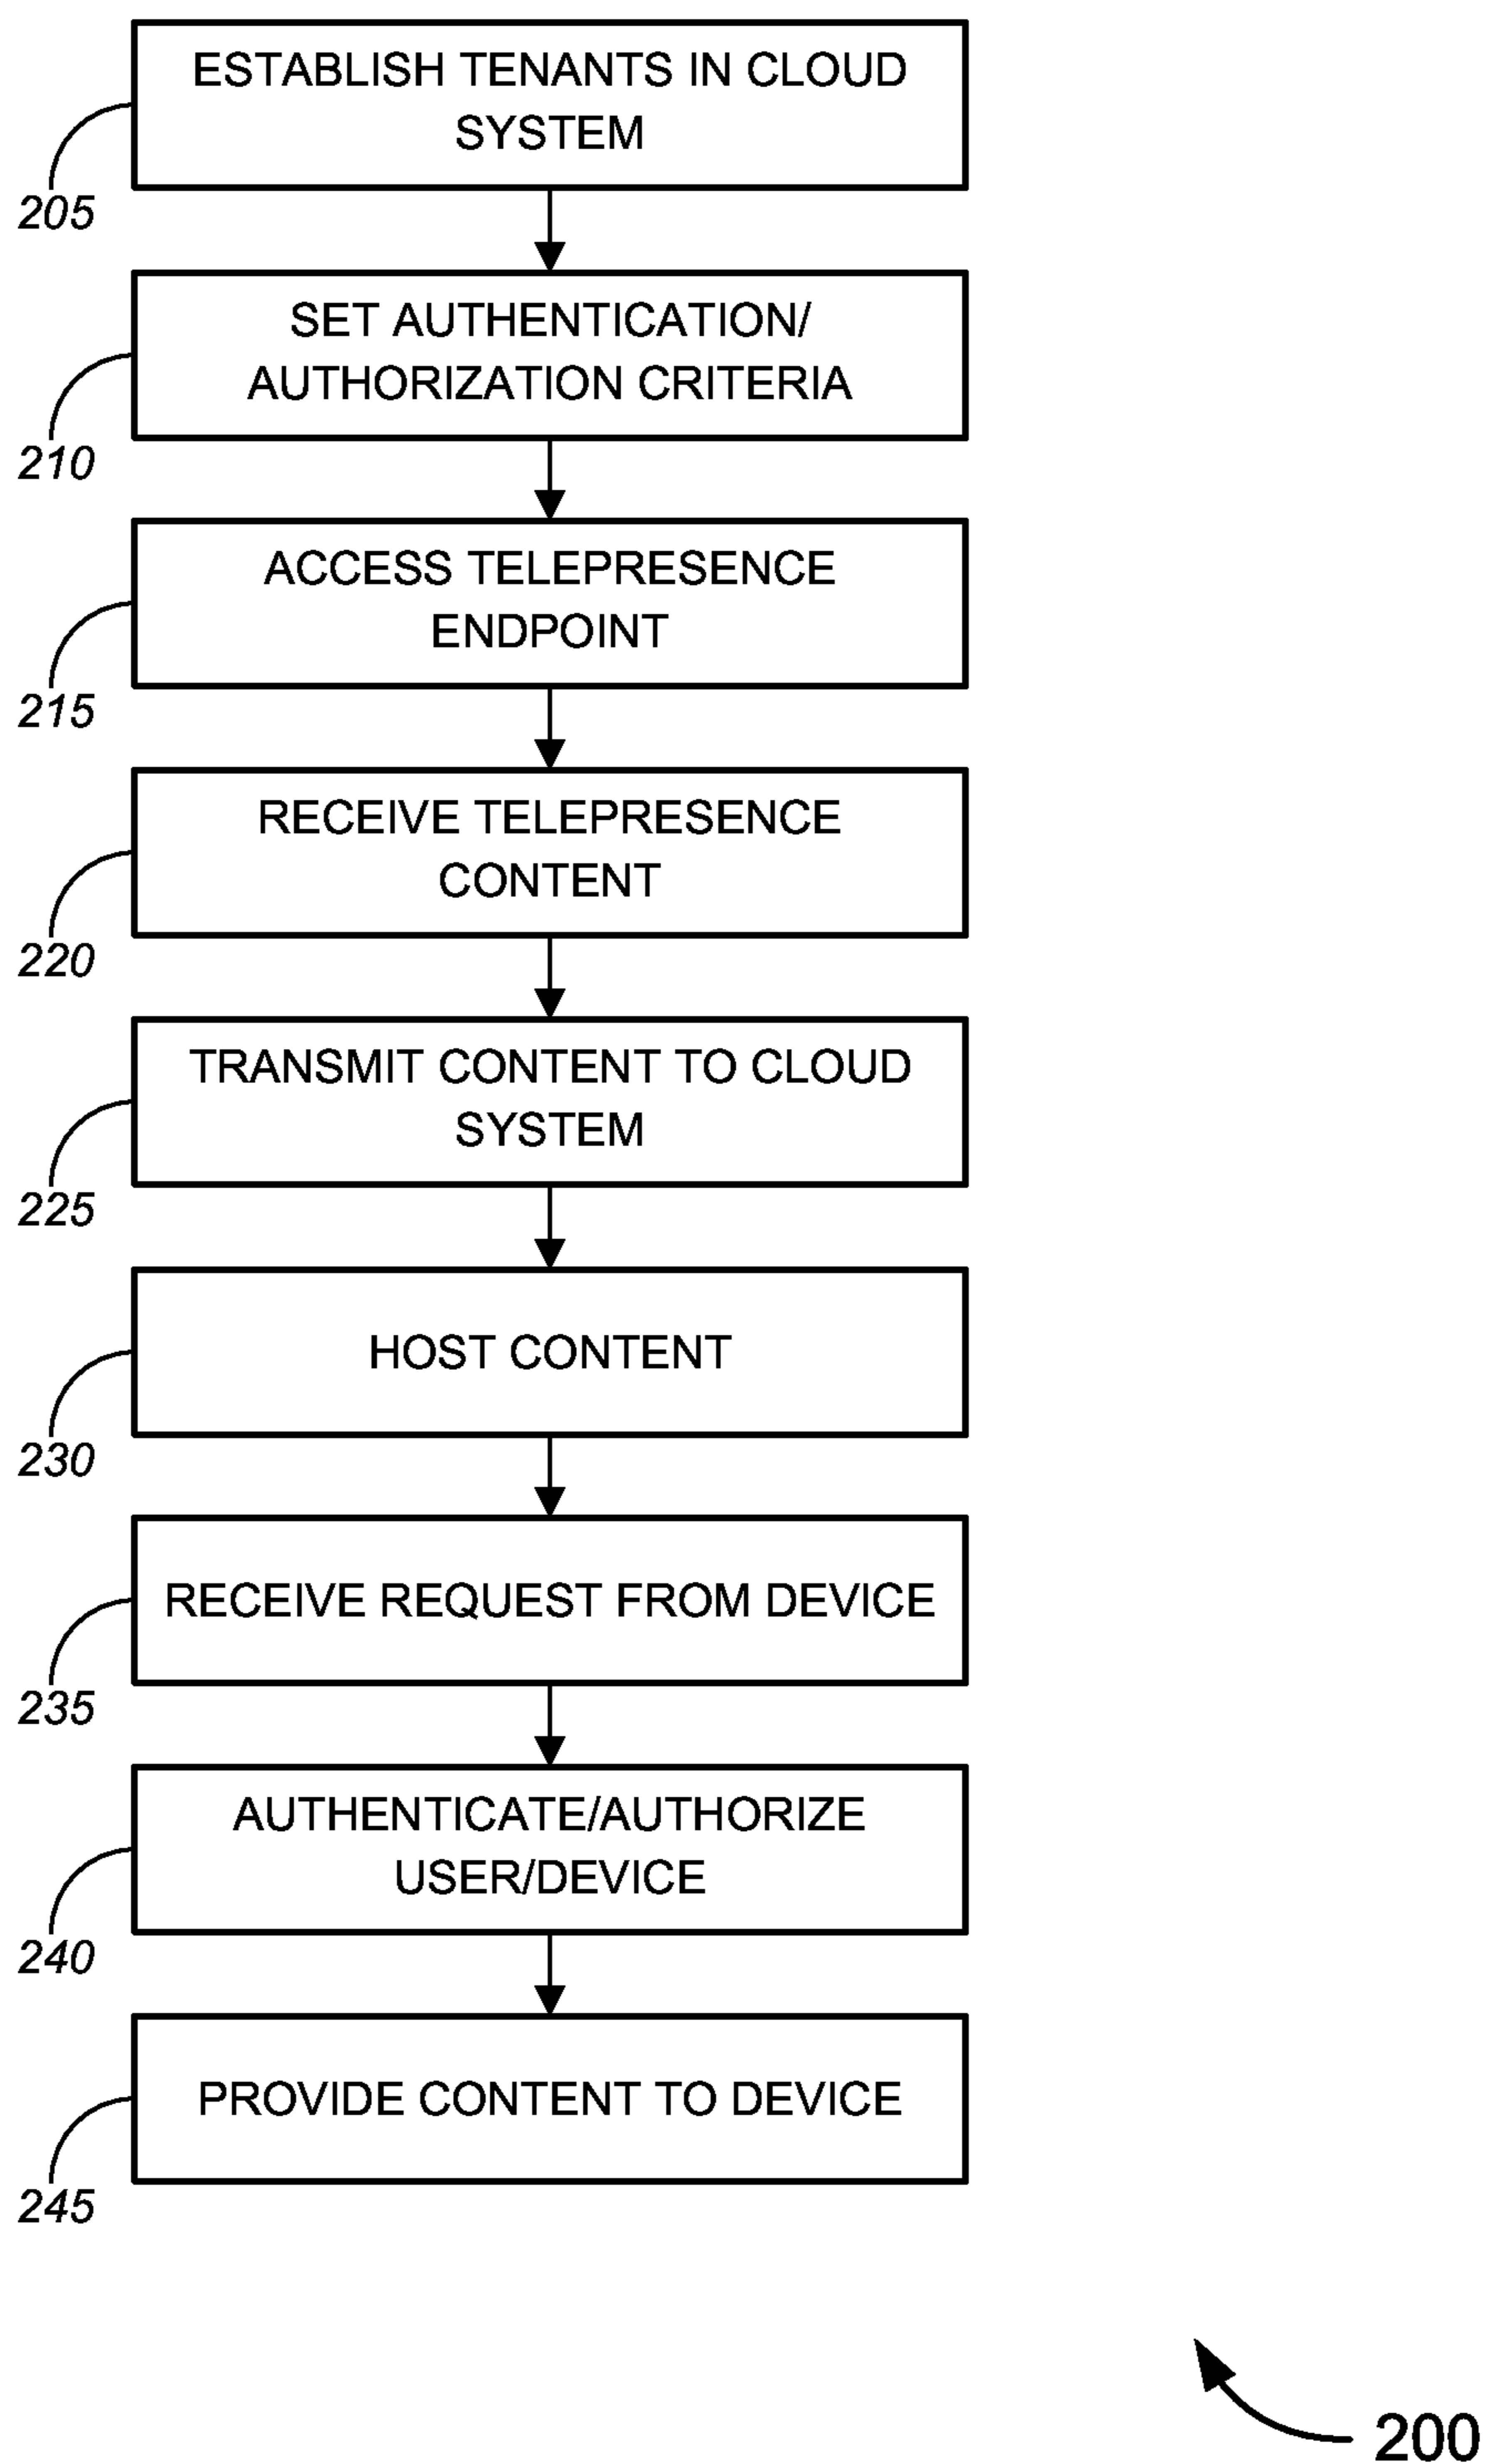 ESTABLISH TENANTS IN CLOUD
SYSTEM
205
SET AUTHENTICATION/
AUTHORIZATION CRITERIA
210
ACCESS TELEPRESENCE
ENDPOINT
215
RECEIVE TELEPRESENCE
CONTENT
220
TRANSMIT CONTENT TO CLOUD
SYSTEM
225
HOST CONTENT
230
RECEIVE REQUEST FROM DEVICE
235
AUTHENTICATE/AUTHORIZE
USER/DEVICE
240
PROVIDE CONTENT TO DEVICE
245
200